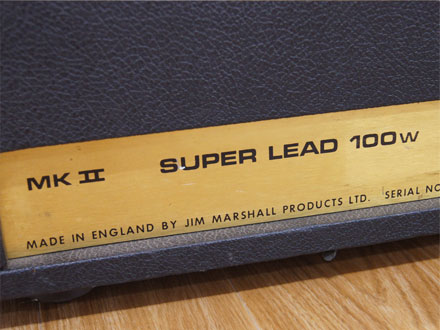 MK II SUPER LEAD 100W
MADE IN ENGLAND BY JIM MARSHALL PRODUCTS LTD. SERIAL NO